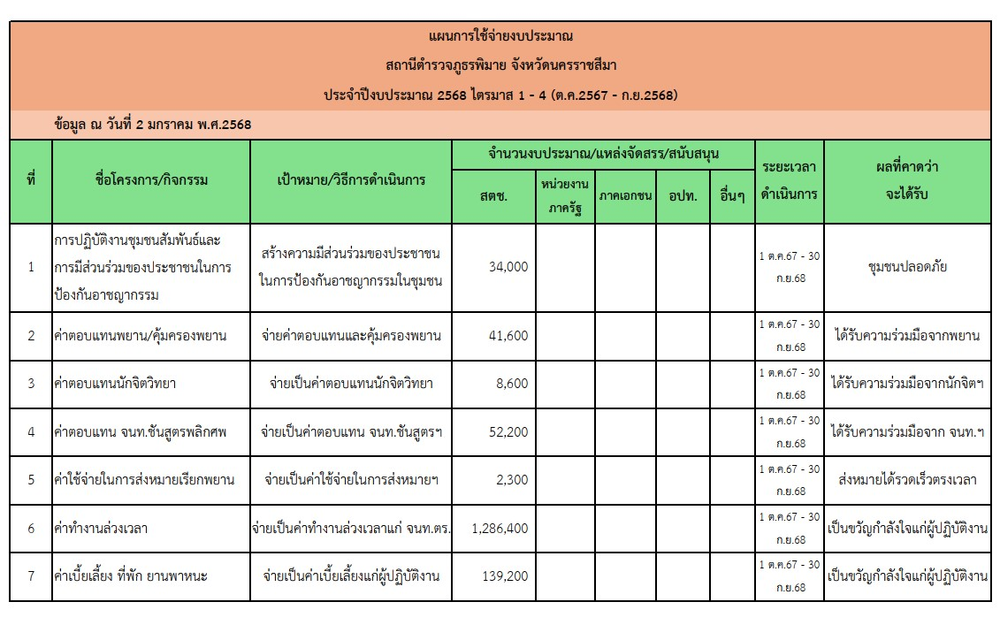 แผนการใช้จ่ายงบประมาณ
สถานีตำรวจภูธรพิมาย จังหวัดนครราชสีมา
ประจำปีงบประมาณ 2568 ไตรมาส 1 - 4 (ต.ค.2567 - ก.ย.2568)
ข้อมูล ณ วันที่ 2 มกราคม พ.ศ.2568
ที่ ชื่อโครงการ/กิจกรรม เป้าหมาย/วิธีการดำเนินการ จำนวนงบประมาณ/แหล่งจัดสรร/สนับสนุน ระยะเวลา ผลที่คาดว่า
สตช. หน่วยงาน ภาคเอกชน อปท. อื่นๆ ดำเนินการ จะได้รับ
ภาครัฐ
การปฏิบัติงานชุมชนสัมพันธ์และ
1 การมีส่วนร่วมของประชาชนในการ สร้างความมีส่วนร่วมของประชาชน 34,000 1 ต.ค.67 - 30 ชุมชนปลอดภัย
ป้องกันอาชญากรรม ในการป้องกันอาชญากรรมในชุมชน ก.ย.68
2 ค่าตอบแทนพยาน/คุ้มครองพยาน จ่ายค่าตอบแทนและคุ้มครองพยาน 41,600 1 ต.ค.67 - 30 ได้รับความร่วมมือจากพยาน
ก.ย.68
3 ค่าตอบแทนนักจิตวิทยา จ่ายเป็นค่าตอบแทนนักจิตวิทยา 8,600 1 ต.ค.67 - 30 ได้รับความร่วมมือจากนักจิตฯ
ก.ย.68
4 ค่าตอบแทน จนท.ชันสูตรพลิกศพ จ่ายเป็นค่าตอบแทน จนท.ชันสูตรฯ 52,200 1 ต.ค.67 - 30 ได้รับความร่วมมือจาก จนท.ฯ
ก.ย.68
5 ค่าใช้จ่ายในการส่งหมายเรียกพยาน จ่ายเป็นค่าใช้จ่ายในการส่งหมายฯ 2,300 1 ต.ค.67 - 30 ส่งหมายได้รวดเร็วตรงเวลา
ก.ย.68
6 ค่าทำงานล่วงเวลา จ่ายเป็นค่าทำงานล่วงเวลาแก่ จนท.ตร. 1,286,400 1 ต.ค.67 - 30 เป็นขวัญกำลังใจแก่ผู้ปฏิบัติงาน
ก.ย.68
7 ค่าเบี้ยเลี้ยง ที่พัก ยานพาหนะ จ่ายเป็นค่าเบี้ยเลี้ยงแก่ผู้ปฏิบัติงาน 139,200 1 ต.ค.67 - 30 เป็นขวัญกำลังใจแก่ผู้ปฏิบัติงาน
ก.ย.68